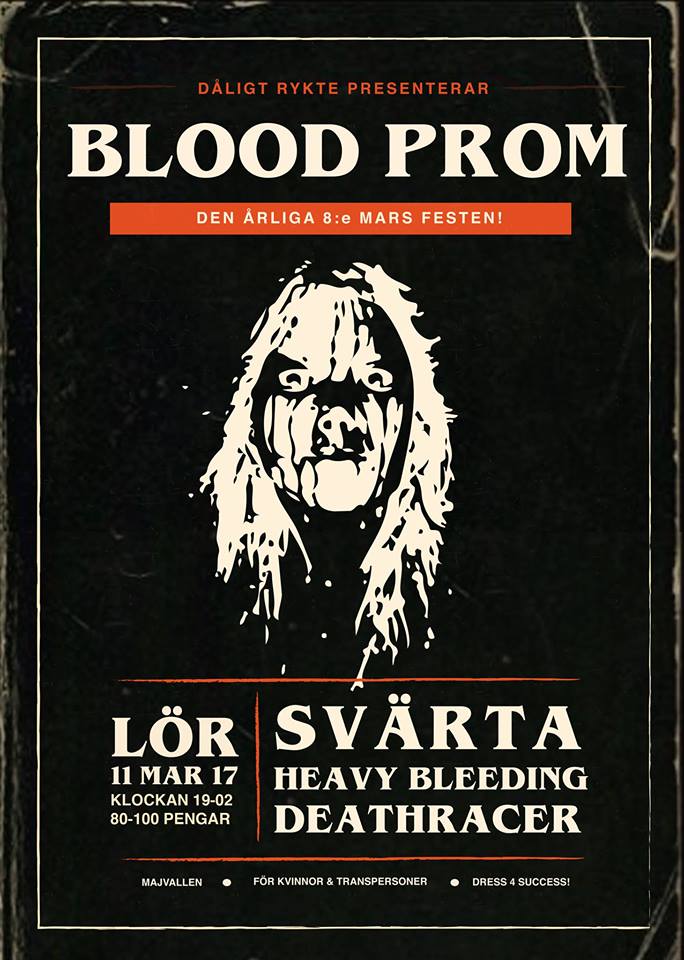 DÅLIGT RYKTE PRESENTERAR
BLOOD PROM
DEN ÅRLIGA 8:e MARS FESTEN!
LÖR
11 MAR 17
KLOCKAN 19-02
80-100 PENGAR
SVÄRTA
HEAVY BLEEDING
DEATHRACER
MAJVALLEN ● FÖR KVINNOR & TRANSPERSONER ● DRESS 4 SUCCESS!